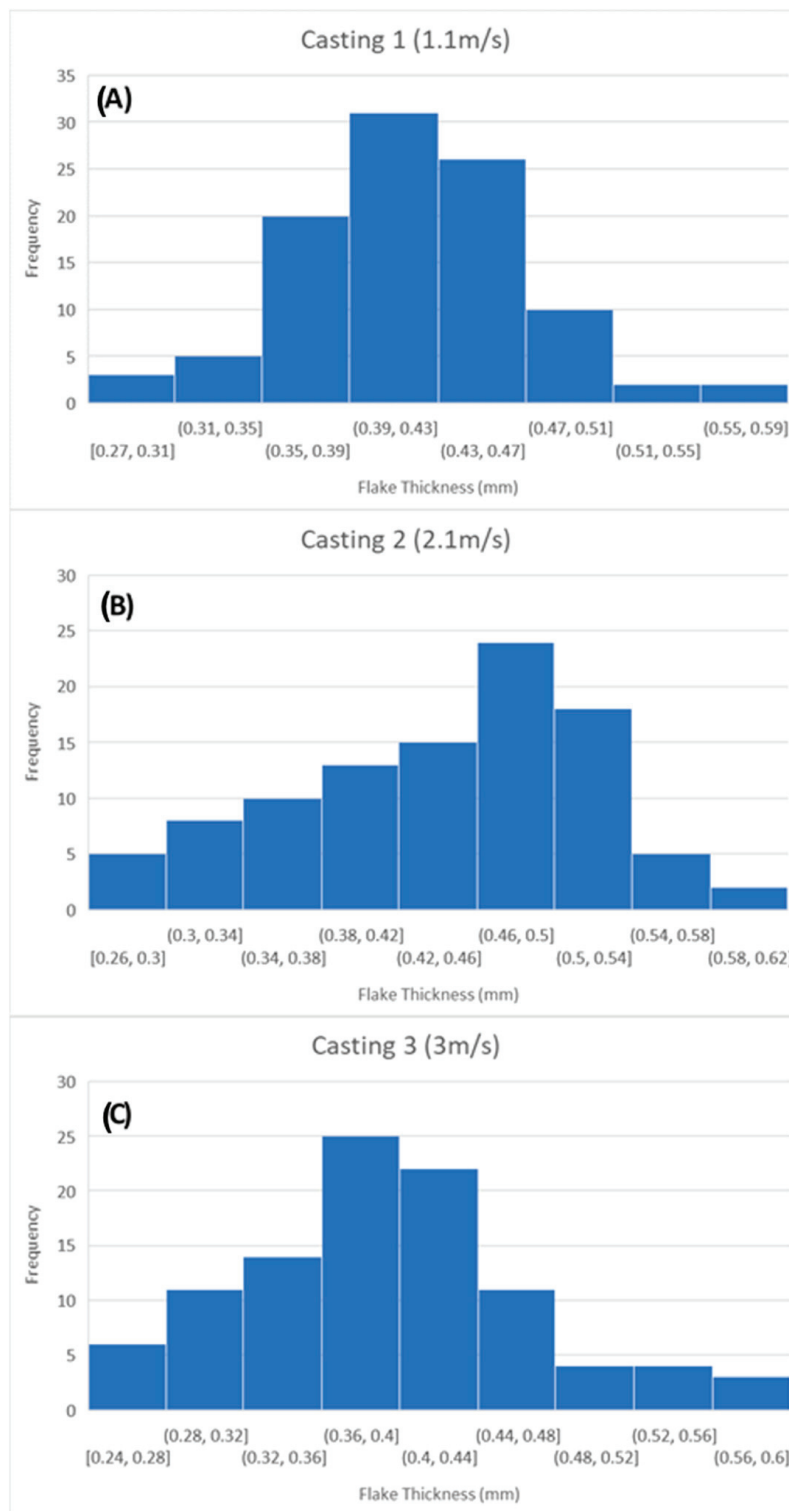 Casting 1 (1.1m/s)
(A)
35
30
25
20
15
10
5
0
Frequency
(0.31, 0.35] (0.39, 0.43] (0.47, 0.51] (0.55, 0.59]
[0.27, 0.31] (0.35, 0.39] (0.43, 0.47] (0.51, 0.55]
Flake Thickness (mm)
Casting 2 (2.1m/s)
(B)
30
25
20
15
10
5
0
Frequency
(0.3, 0.34] (0.38, 0.42] (0.46, 0.5] (0.54, 0.58]
[0.26, 0.3] (0.34, 0.38] (0.42, 0.46] (0.5, 0.54] (0.58, 0.62]
Flake Thickness (mm)
Casting 3 (3m/s)
(C)
30
25
20
15
10
5
0
Frequency
(0.28, 0.32] (0.36, 0.4] (0.44, 0.48] (0.52, 0.56]
[0.24, 0.28] (0.32, 0.36] (0.4, 0.44] (0.48, 0.52] (0.56, 0.6]
Flake Thickness (mm)